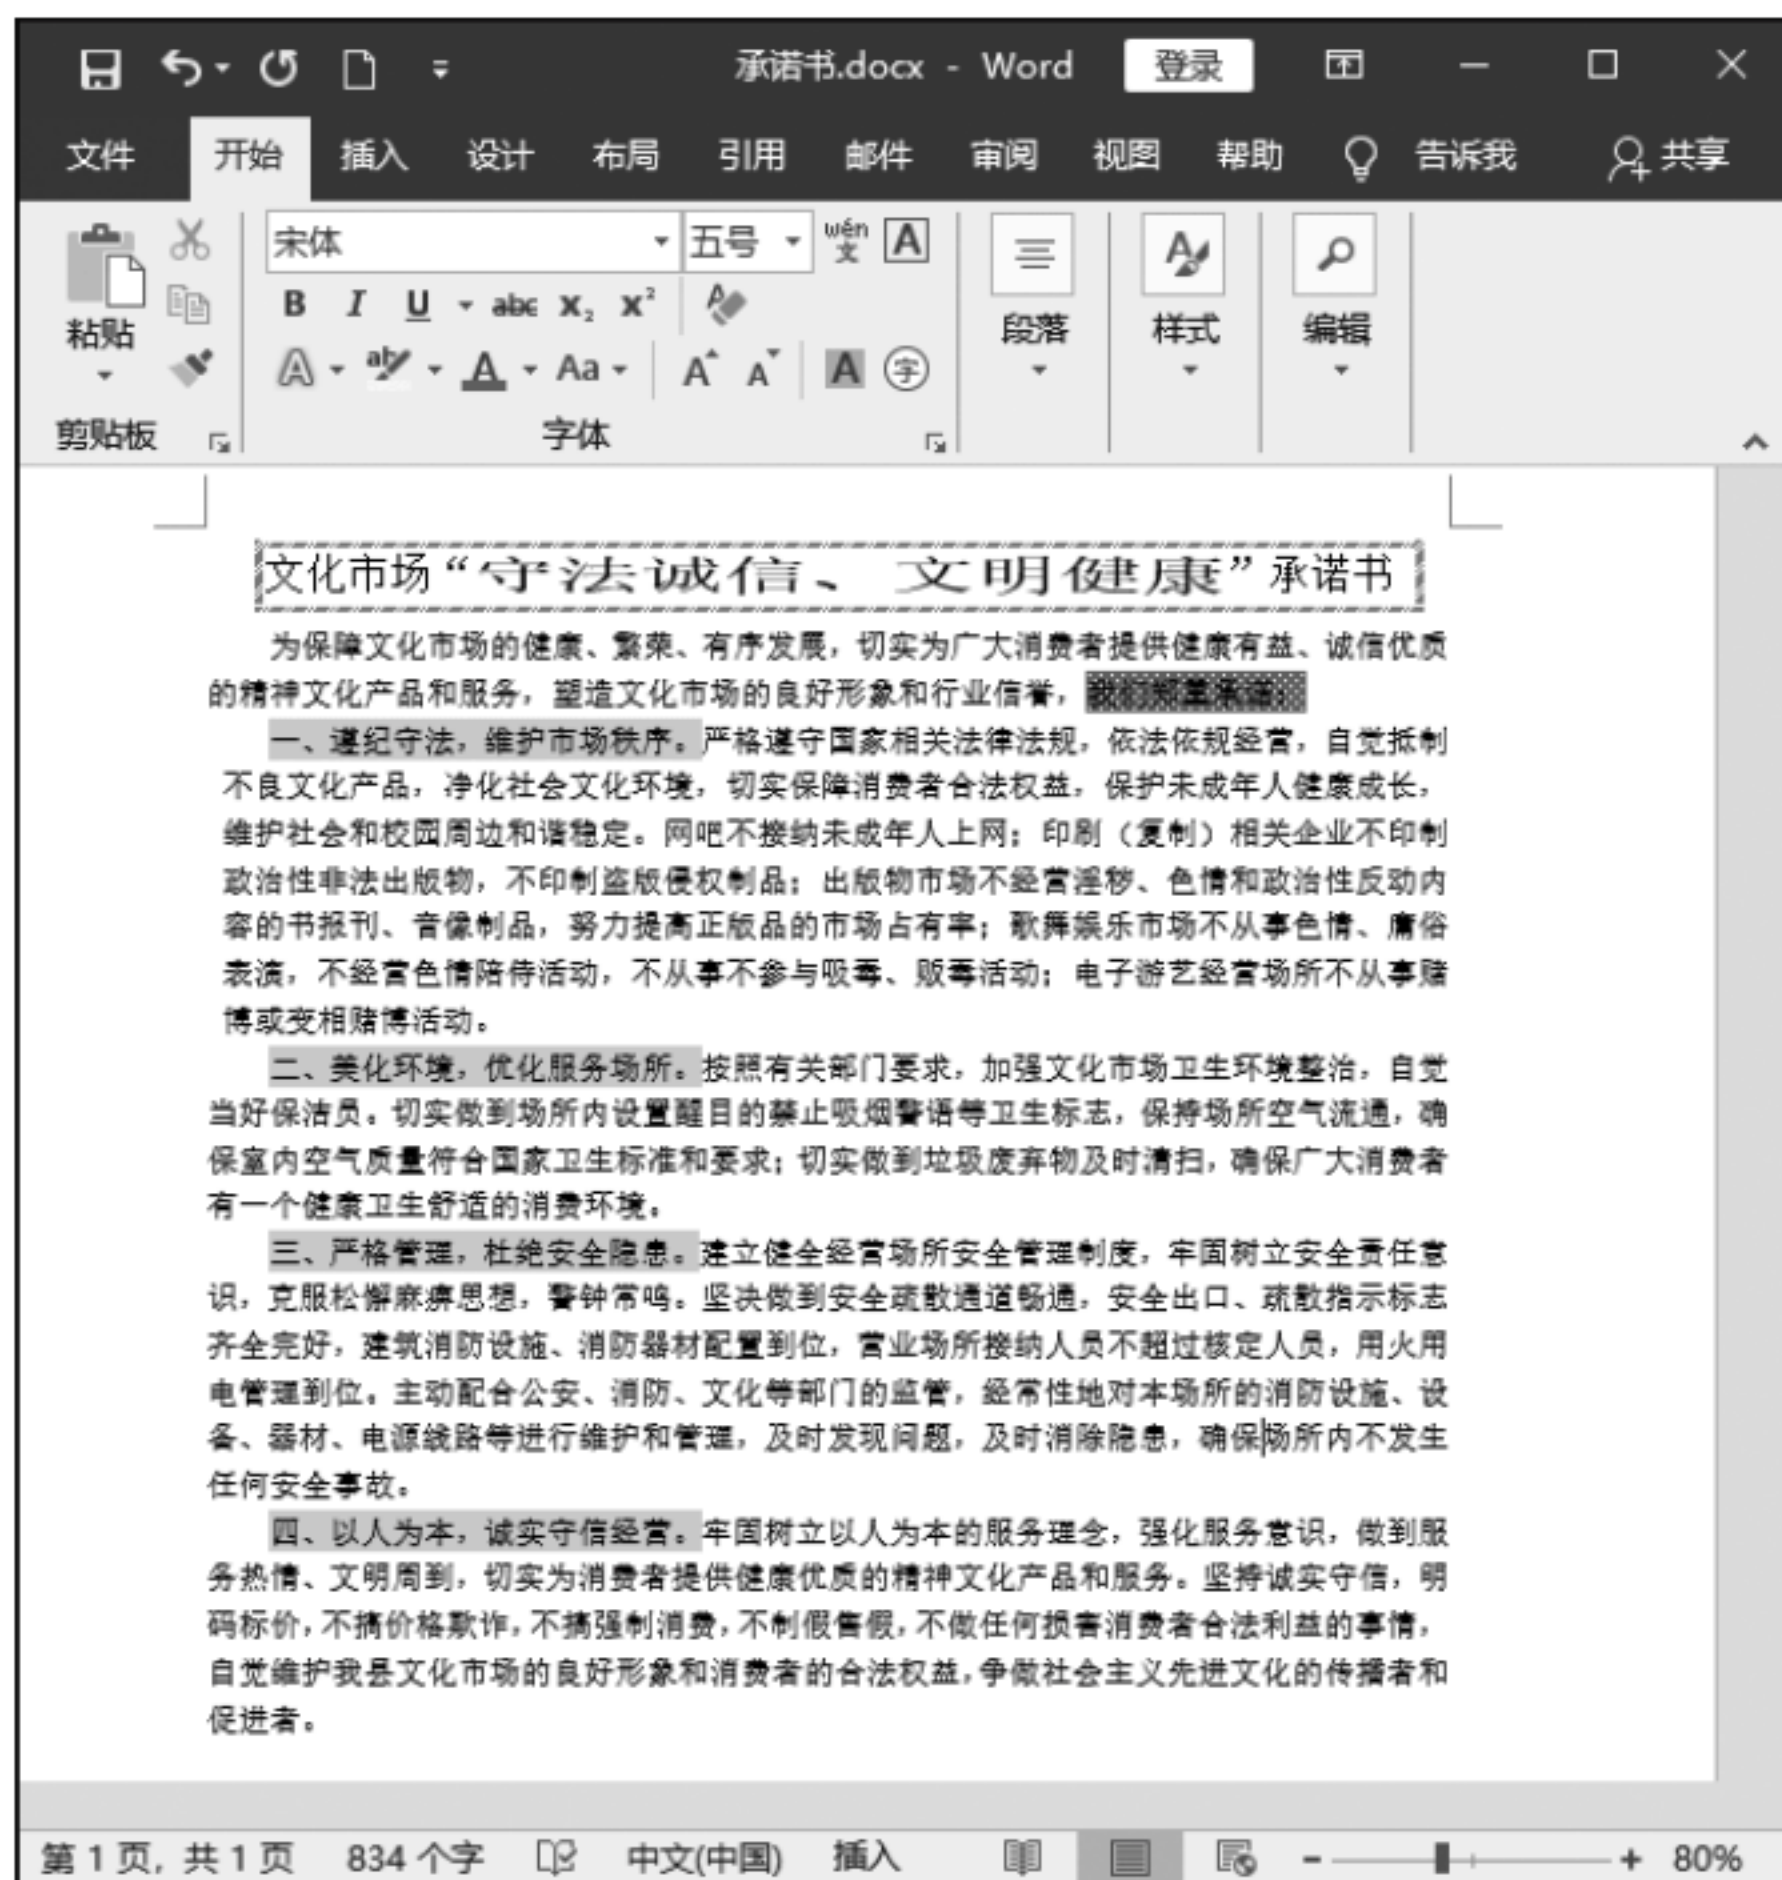 承诺书.docx - Word 登录
文件 开始 插入 设计 布局 引用 邮件 审阅 视图 帮助 告诉我 共享
宋体 五号 wén 文 A
粘贴 B I U abc x₂ x² 段落 样式 编辑
A aby A Aa A A A 字
剪贴板 字体
文化市场“守法诚信、文明健康”承诺书
为保障文化市场的健康、繁荣、有序发展，切实为广大消费者提供健康有益、诚信优质
的精神文化产品和服务，塑造文化市场的良好形象和行业信誉，我们郑重承诺：
一、遵纪守法，维护市场秩序。严格遵守国家相关法律法规，依法依规经营，自觉抵制
不良文化产品，净化社会文化环境，切实保障消费者合法权益，保护未成年人健康成长，
维护社会和校园周边和谐稳定。网吧不接纳未成年人上网；印刷（复制）相关企业不印制
政治性非法出版物，不印制盗版侵权制品；出版物市场不经营淫秽、色情和政治性反动内
容的书报刊、音像制品，努力提高正版品的市场占有率；歌舞娱乐市场不从事色情、庸俗
表演，不经营色情陪侍活动，不从事不参与吸毒、贩毒活动；电子游艺经营场所不从事赌
博或变相赌博活动。
二、美化环境，优化服务场所。按照有关部门要求，加强文化市场卫生环境整治，自觉
当好保洁员。切实做到场所内设置醒目的禁止吸烟警语等卫生标志，保持场所空气流通，确
保室内空气质量符合国家卫生标准和要求；切实做到垃圾废弃物及时清扫，确保广大消费者
有一个健康卫生舒适的消费环境。
三、严格管理，杜绝安全隐患。建立健全经营场所安全管理制度，牢固树立安全责任意
识，克服松懈麻痹思想，警钟常鸣。坚决做到安全疏散通道畅通，安全出口、疏散指示标志
齐全完好，建筑消防设施、消防器材配置到位，营业场所接纳人员不超过核定人员，用火用
电管理到位。主动配合公安、消防、文化等部门的监管，经常性地对本场所的消防设施、设
备、器材、电源线路等进行维护和管理，及时发现问题，及时消除隐患，确保场所内不发生
任何安全事故。
四、以人为本，诚实守信经营。牢固树立以人为本的服务理念，强化服务意识，做到服
务热情、文明周到，切实为消费者提供健康优质的精神文化产品和服务。坚持诚实守信，明
码标价，不搞价格欺诈，不搞强制消费，不制假售假，不做任何损害消费者合法利益的事情，
自觉维护我县文化市场的良好形象和消费者的合法权益，争做社会主义先进文化的传播者和
促进者。
第 1 页，共 1 页 834 个字 中文(中国) 插入 80%